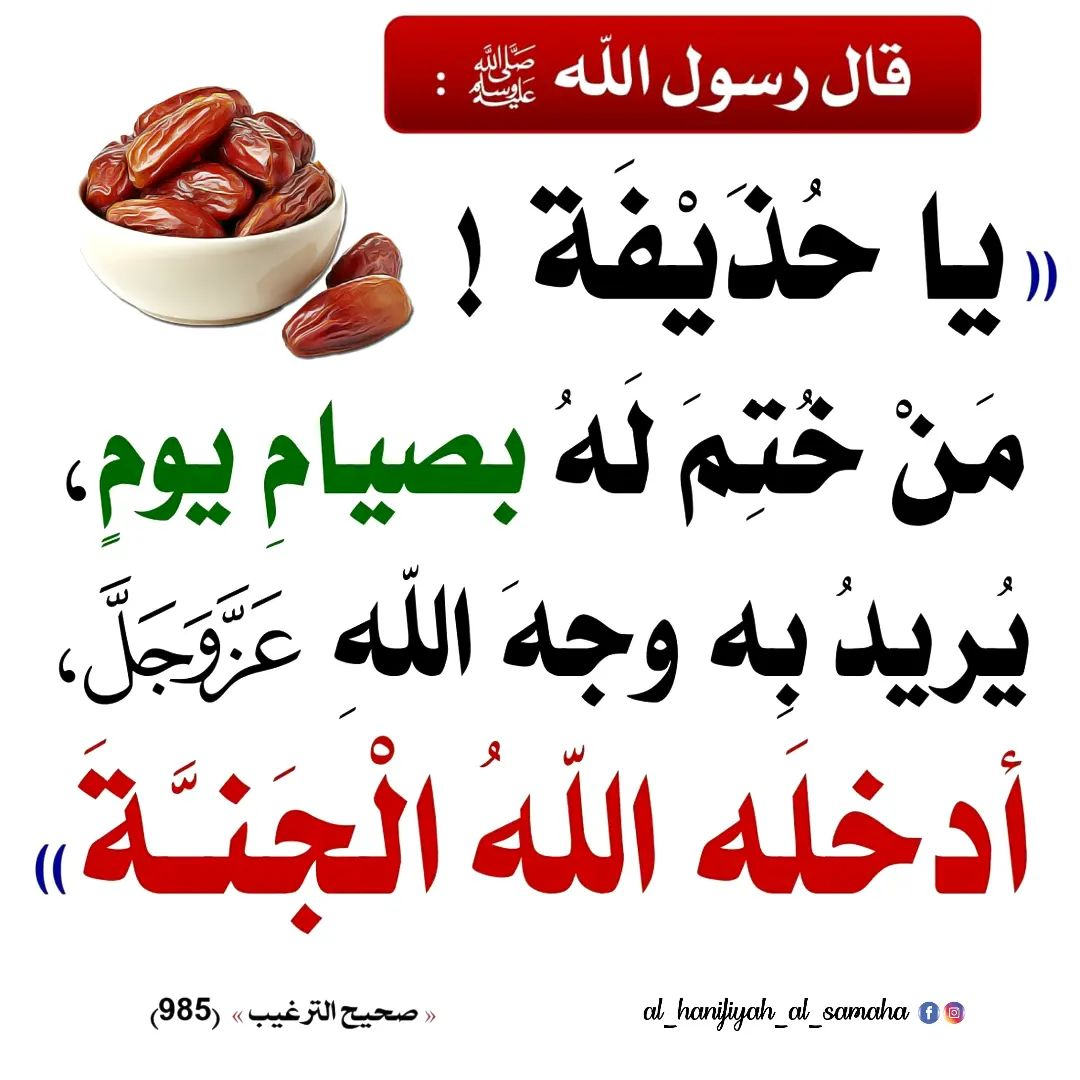 قال رسول الله ﷺ :
(( يا حُذَيْفَة !
مَنْ خُتِمَ لَهُ بصيامِ يومٍ،
يُريدُ بِه وجهَ اللّهِ عَزَّوَجَلَّ،
أدخلَه اللّهُ الْجَنَّةَ ))
« صحيح الترغيب » (985)
al_hanifiyah_al_samaha